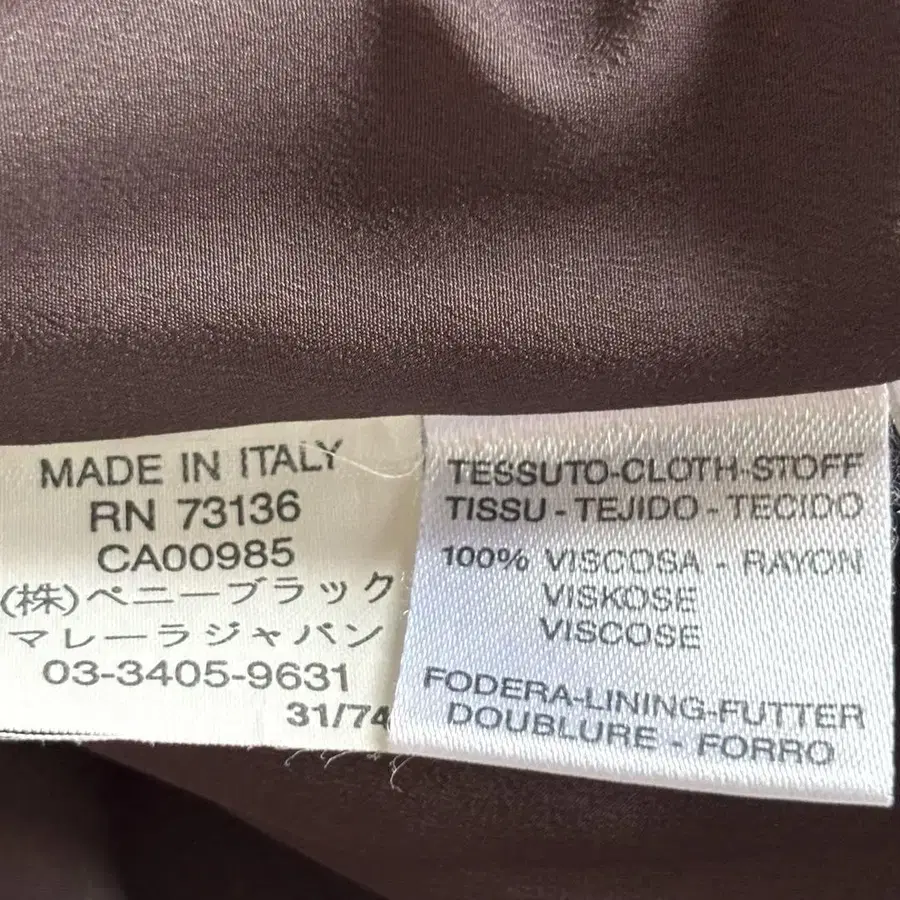 MADE IN ITALY
RN 73136
CA00985
(株)ペニーブラック
マレーラジャパン
03-3405-9631
31/74
TESSUTO-CLOTH-STOFF
TISSU - TEJIDO - TECIDO
100% VISCOSA - RAYON
VISKOSE
VISCOSE
FODERA-LINING-FUTTER
DOUBLURE - FORRO